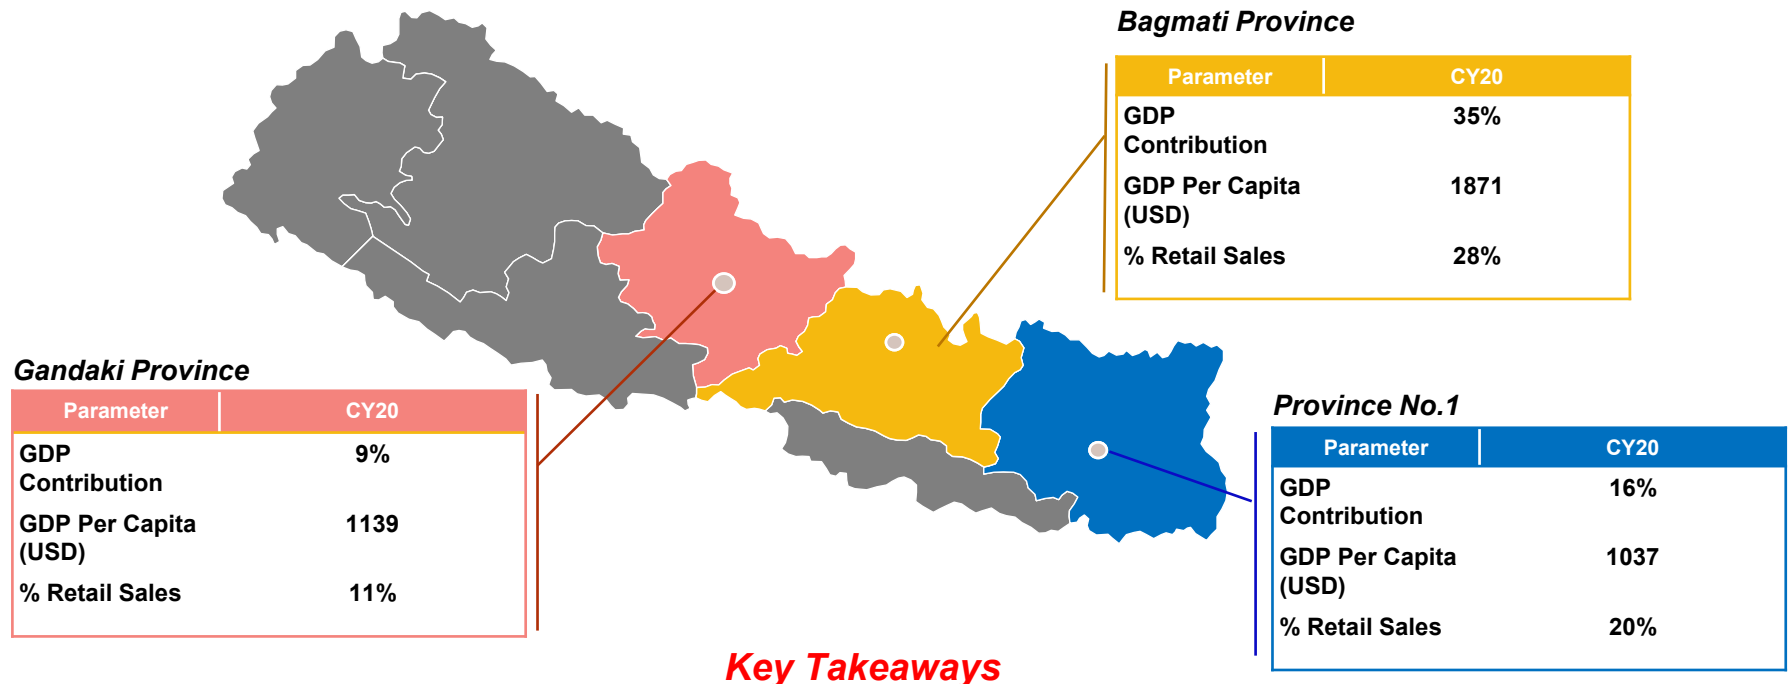 Bagmati Province
Parameter CY20
GDP Contribution 35%
GDP Per Capita (USD) 1871
% Retail Sales 28%
Gandaki Province
Parameter CY20
GDP Contribution 9%
GDP Per Capita (USD) 1139
% Retail Sales 11%
Province No.1
Parameter CY20
GDP Contribution 16%
GDP Per Capita (USD) 1037
% Retail Sales 20%
Key Takeaways